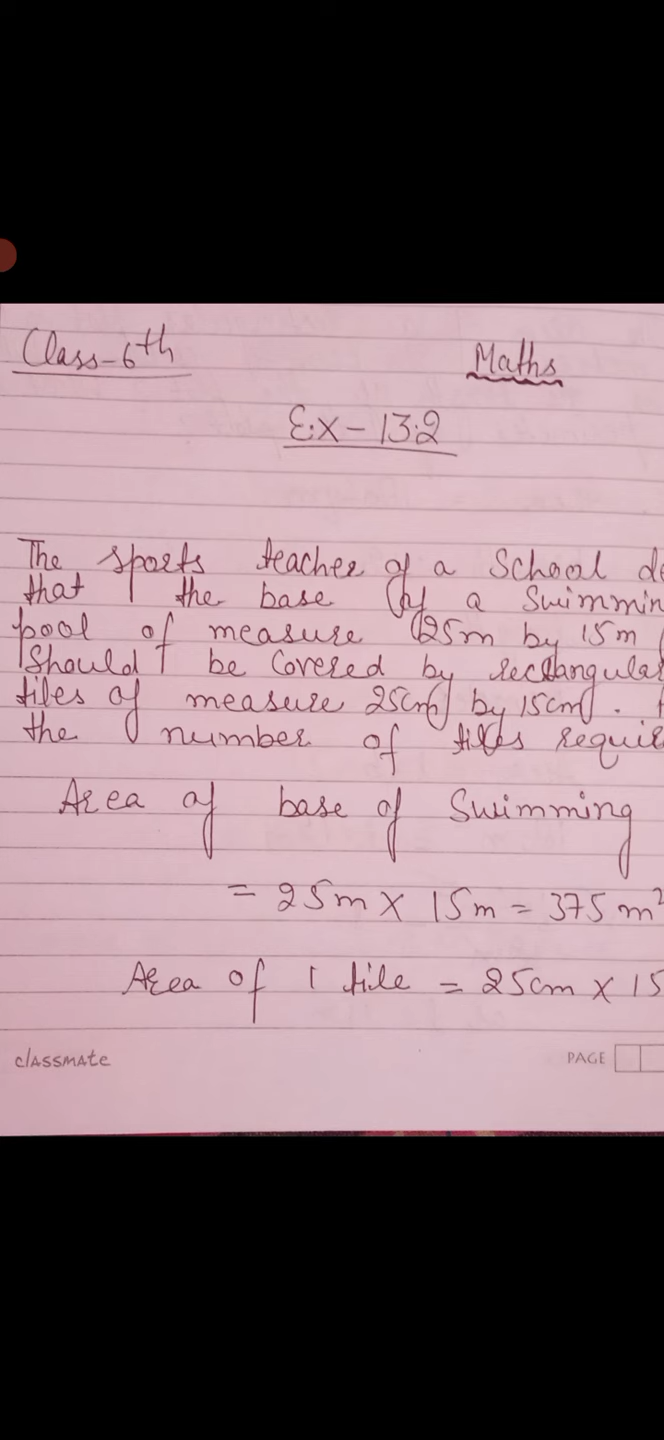 Class-6th
Maths
Ex-13.2
The sports teacher of a School de
that the base of a Swimmin
pool of measure 25m by 15m
Should be Covered by rectangular
tiles of measure 25cm by 15cm.
the number of tiles requir
Area of base of Swimming
= 25m X 15m = 375 m²
Area of 1 tile = 25cm X 15
classmate
PAGE